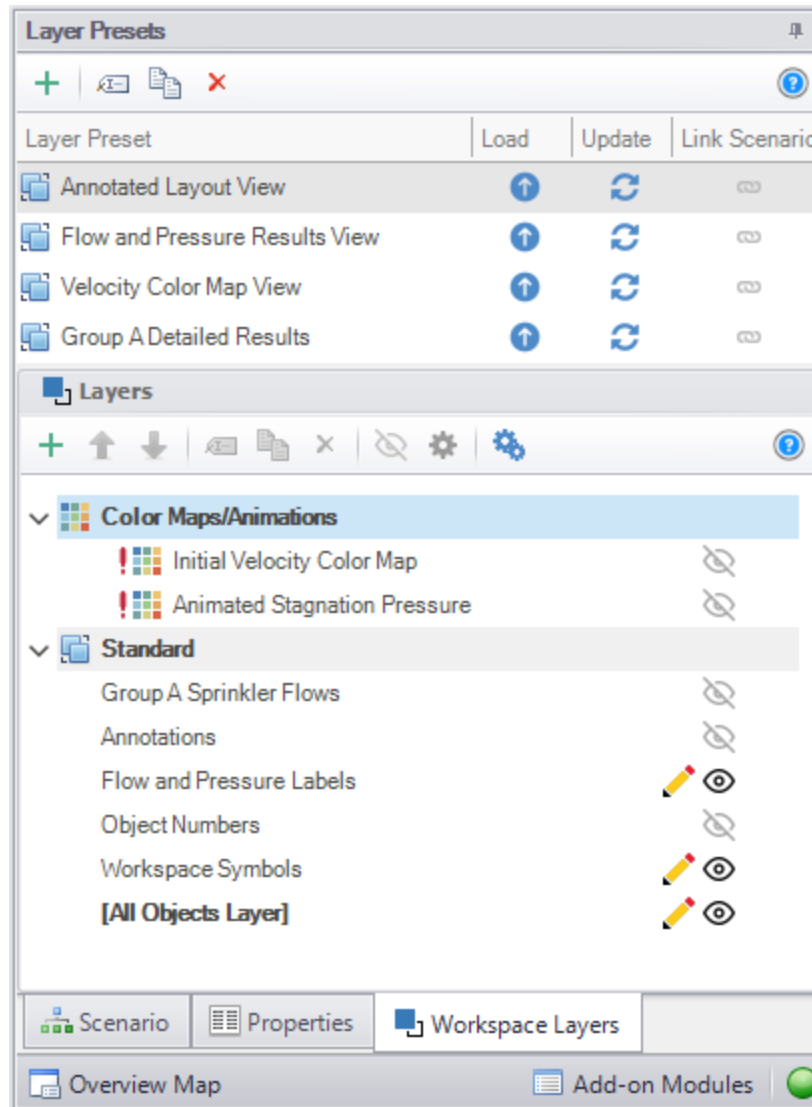 Layer Presets
Layer Preset Load Update Link Scenario
Annotated Layout View
Flow and Pressure Results View
Velocity Color Map View
Group A Detailed Results
Layers
Color Maps/Animations
Initial Velocity Color Map
Animated Stagnation Pressure
Standard
Group A Sprinkler Flows
Annotations
Flow and Pressure Labels
Object Numbers
Workspace Symbols
[All Objects Layer]
Scenario Properties Workspace Layers
Overview Map Add-on Modules